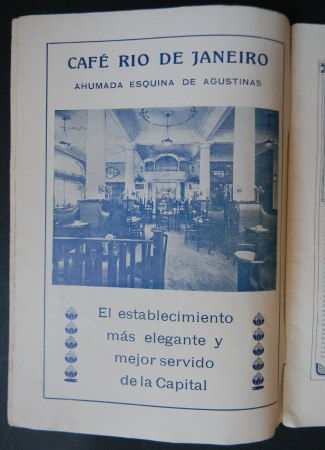 CAFÉ RIO DE JANEIRO
AHUMADA ESQUINA DE AGUSTINAS
El establecimiento
más elegante y
mejor servido
de la Capital